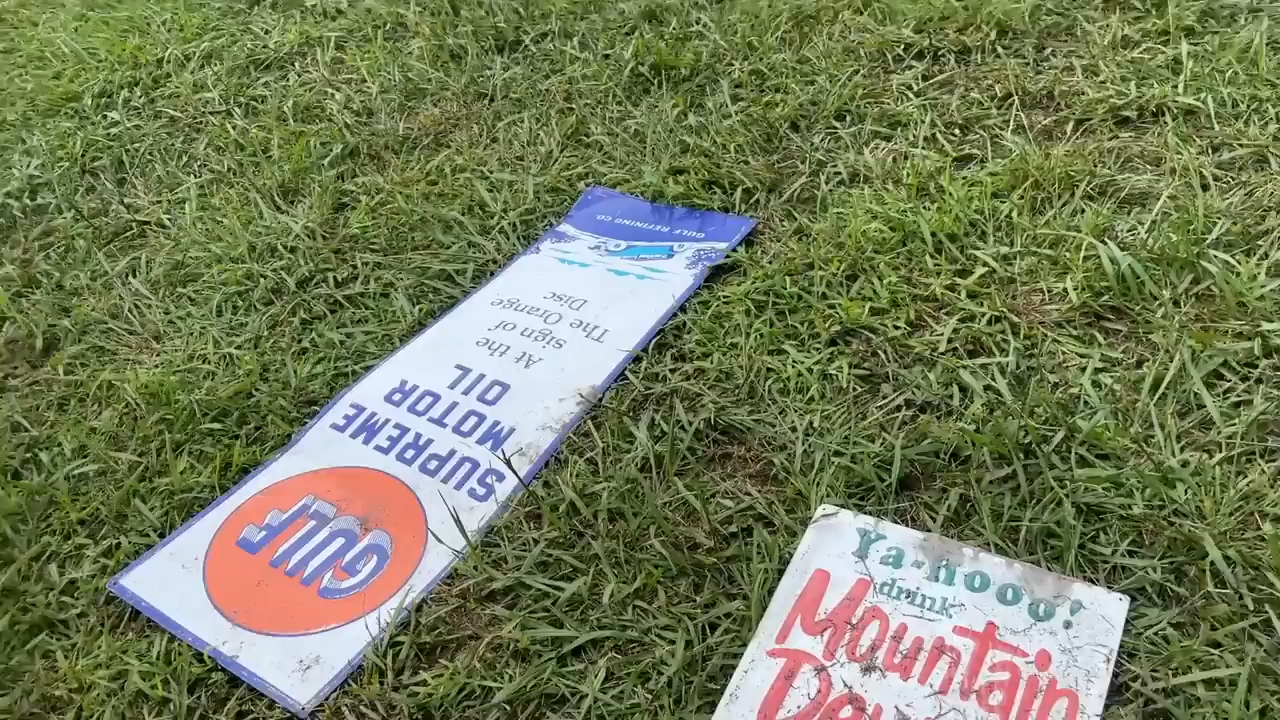 GULF
SUPREME
MOTOR
OIL
At the
sign of
The Orange
Disc
GULF REFINING CO.
Ya-hooo!
drink
Mountain